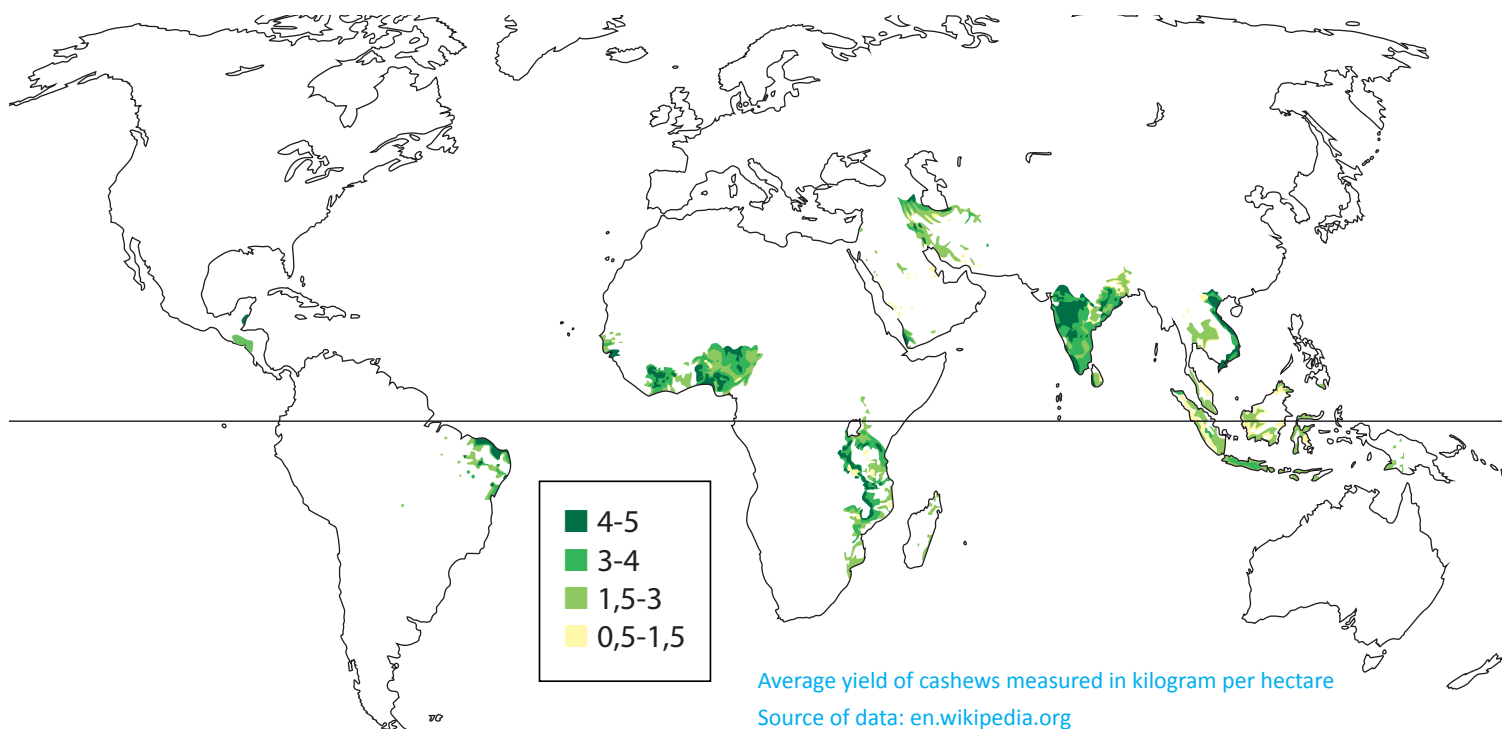 4-5
3-4
1,5-3
0,5-1,5
Average yield of cashews measured in kilogram per hectare
Source of data: en.wikipedia.org